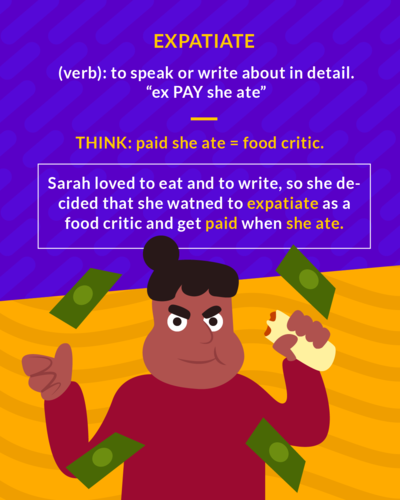 EXPATIATE
(verb): to speak or write about in detail.
“ex PAY she ate”
THINK: paid she ate = food critic.
Sarah loved to eat and to write, so she de-
cided that she watned to expatiate as a
food critic and get paid when she ate.